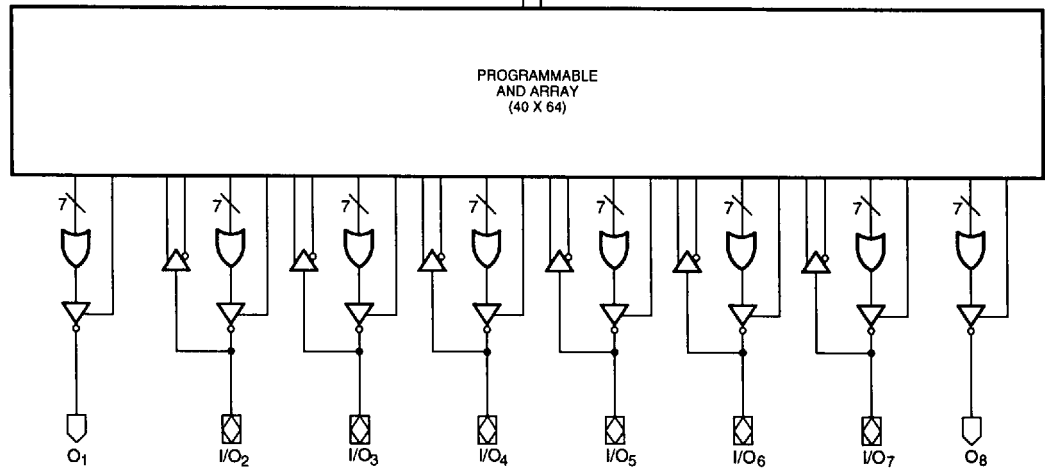 PROGRAMMABLE
AND ARRAY
(40 X 64)
7 7 7 7 7 7 7 7
O1 I/O2 I/O3 I/O4 I/O5 I/O6 I/O7 O8